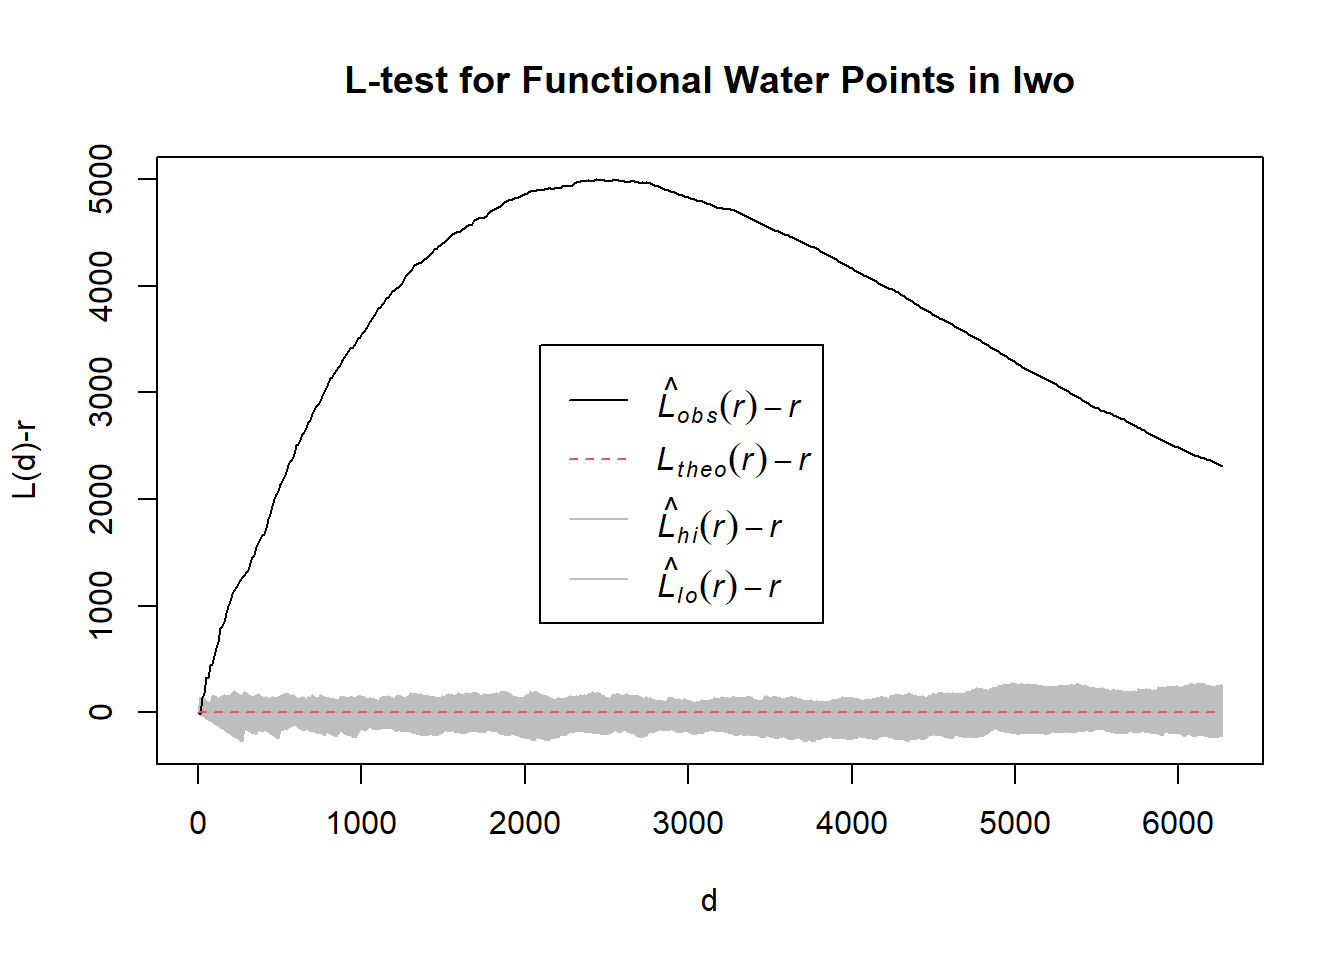 L-test for Functional Water Points in Iwo
L(d)-r
5000
4000
3000
2000
1000
0
L̂obs(r) – r
Ltheo(r) – r
L̂hi(r) – r
L̂lo(r) – r
0 1000 2000 3000 4000 5000 6000
d